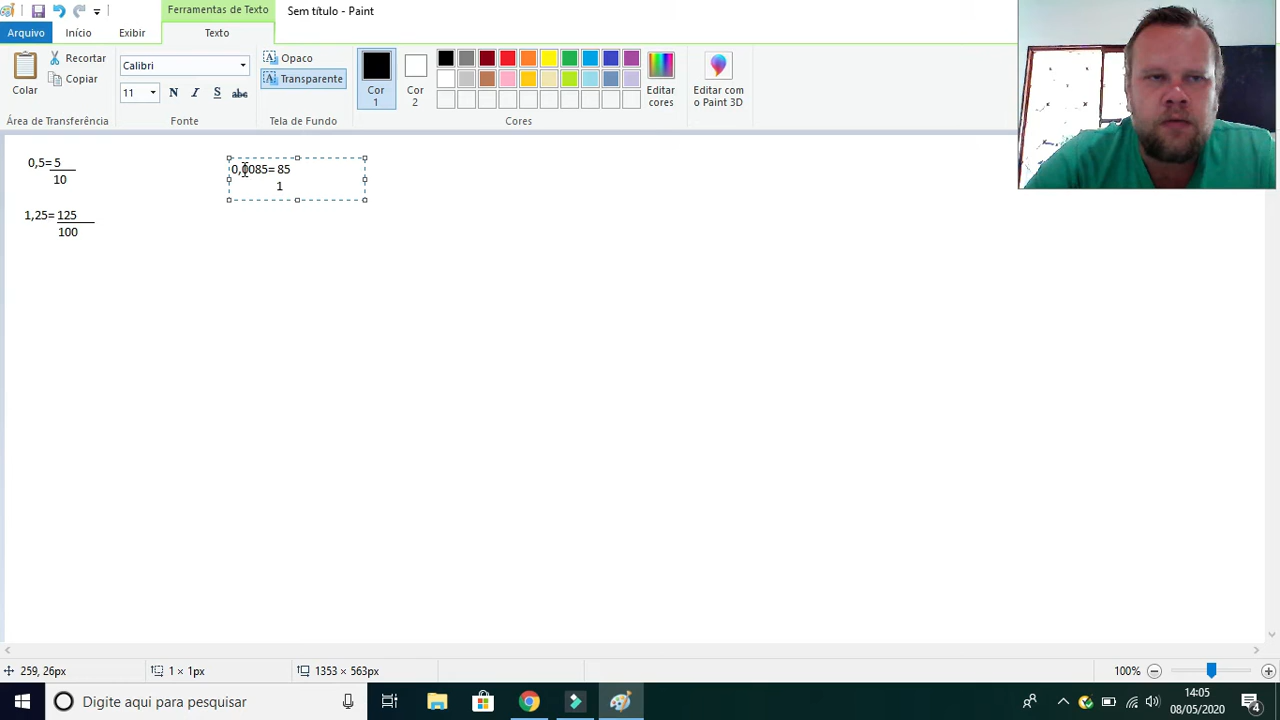 Ferramentas de Texto
Sem título - Paint
Arquivo
Início
Exibir
Texto
Colar
Recortar
Copiar
Área de Transferência
Calibri
11
N
I
S
abc
Fonte
Opaco
Transparente
Tela de Fundo
Cor
1
Cor
2
Cores
Editar
cores
Editar com
o Paint 3D
0,5= 5
10
1,25= 125
100
0,0085= 85
1
259, 26px
1 × 1px
1353 × 563px
100%
Digite aqui para pesquisar
14:05
08/05/2020
4